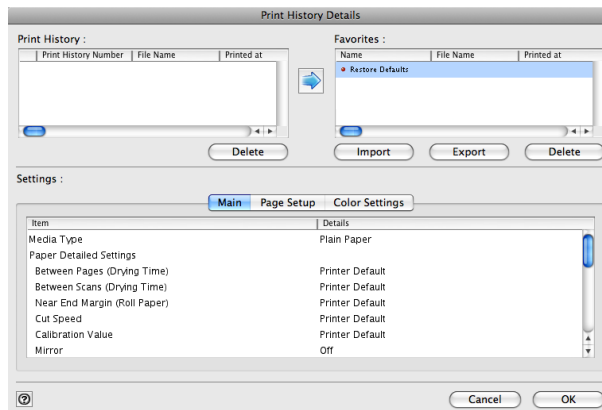 Print History Details
Print History :
Favorites :
Print History Number File Name Printed at
Name File Name Printed at
Restore Defaults
Delete
Import Export Delete
Settings :
Main Page Setup Color Settings
Item Details
Media Type Plain Paper
Paper Detailed Settings
Between Pages (Drying Time) Printer Default
Between Scans (Drying Time) Printer Default
Near End Margin (Roll Paper) Printer Default
Cut Speed Printer Default
Calibration Value Printer Default
Mirror Off
? Cancel OK